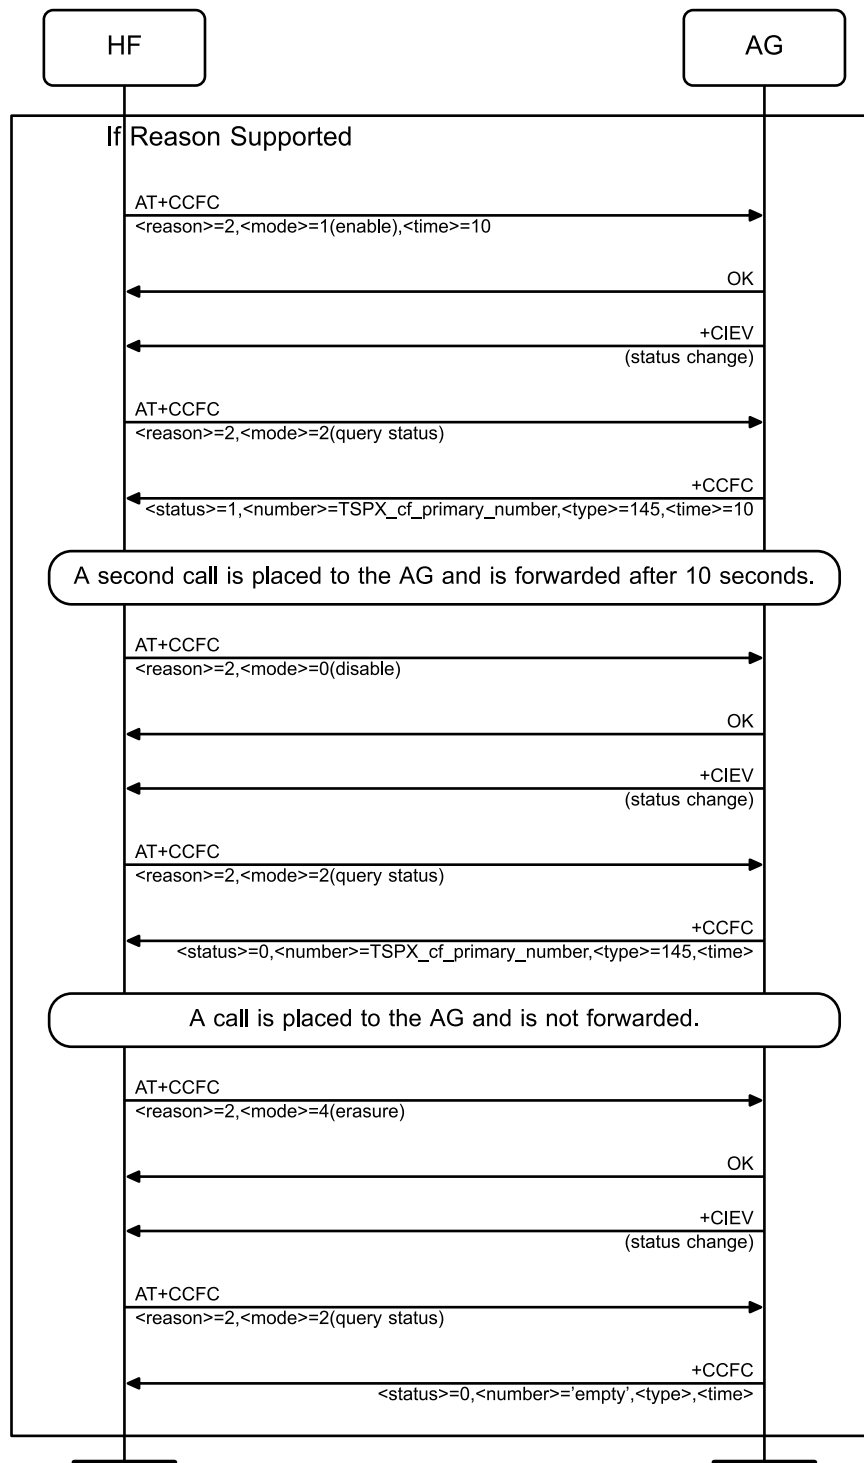 HF
AG
If Reason Supported
AT+CCFC
<reason>=2,<mode>=1(enable),<time>=10
OK
+CIEV
(status change)
AT+CCFC
<reason>=2,<mode>=2(query status)
+CCFC
<status>=1,<number>=TSPX_cf_primary_number,<type>=145,<time>=10
A second call is placed to the AG and is forwarded after 10 seconds.
AT+CCFC
<reason>=2,<mode>=0(disable)
OK
+CIEV
(status change)
AT+CCFC
<reason>=2,<mode>=2(query status)
+CCFC
<status>=0,<number>=TSPX_cf_primary_number,<type>=145,<time>
A call is placed to the AG and is not forwarded.
AT+CCFC
<reason>=2,<mode>=4(erasure)
OK
+CIEV
(status change)
AT+CCFC
<reason>=2,<mode>=2(query status)
+CCFC
<status>=0,<number>='empty',<type>,<time>